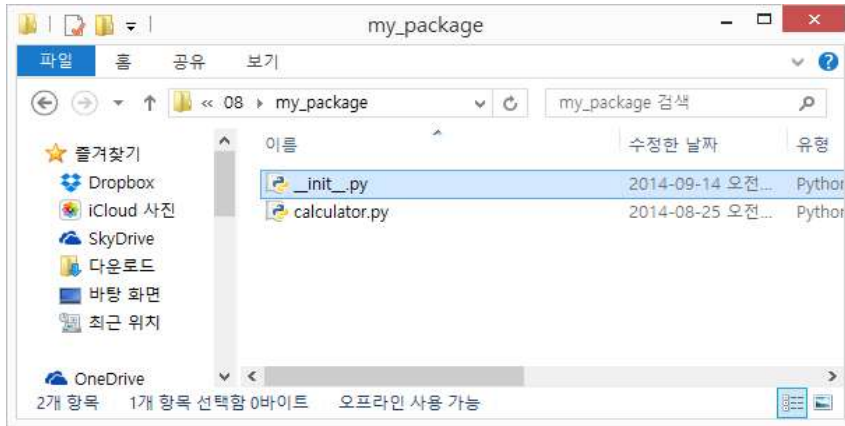 my_package
파일 홈 공유 보기
« 08 ▸ my_package
my_package 검색
이름 수정한 날짜 유형
즐겨찾기
Dropbox
iCloud 사진
SkyDrive
다운로드
바탕 화면
최근 위치
OneDrive
__init__.py 2014-09-14 오전... Python
calculator.py 2014-08-25 오전... Python
2개 항목 1개 항목 선택함 0바이트 오프라인 사용 가능